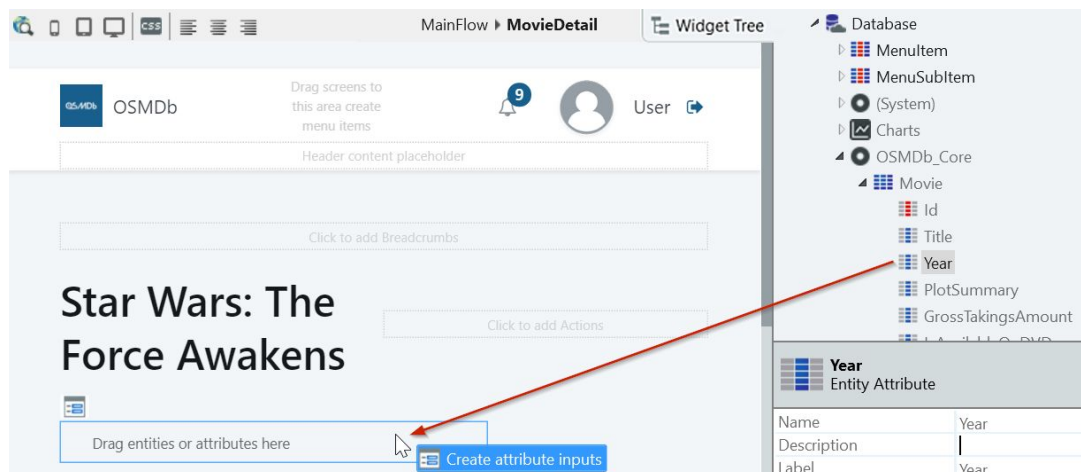 CSS
MainFlow MovieDetail
Widget Tree
OSMDb OSMDb
Drag screens to
this area create
menu items
9
User
Header content placeholder
Click to add Breadcrumbs
Star Wars: The
Force Awakens
Click to add Actions
Drag entities or attributes here
Create attribute inputs
Database
MenuItem
MenuSubItem
(System)
Charts
OSMDb_Core
Movie
Id
Title
Year
PlotSummary
GrossTakingsAmount
Year
Entity Attribute
Name Year
Description
Label Year